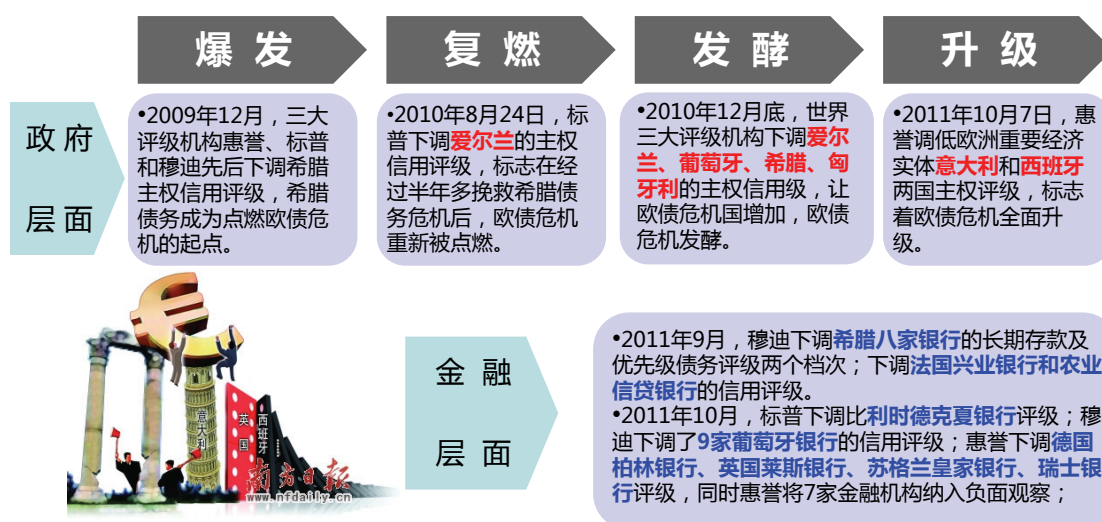 爆发
复燃
发酵
升级
政府
层面
•2009年12月，三大
评级机构惠誉、标普
和穆迪先后下调希腊
主权信用评级，希腊
债务成为点燃欧债危
机的起点。
•2010年8月24日，标
普下调爱尔兰的主权
信用评级，标志在经
过半年多挽救希腊债
务危机后，欧债危机
重新被点燃。
•2010年12月底，世界
三大评级机构下调爱尔
兰、葡萄牙、希腊、匈
牙利的主权信用级，让
欧债危机国增加，欧债
危机发酵。
•2011年10月7日，惠
誉调低欧洲重要经济
实体意大利和西班牙
两国主权评级，标志
着欧债危机全面升
级。
意大利
英国
西班牙
南方日报
www.nfdaily.cn
金融
层面
•2011年9月，穆迪下调希腊八家银行的长期存款及
优先级债务评级两个档次；下调法国兴业银行和农业
信贷银行的信用评级。
•2011年10月，标普下调比利时德克夏银行评级；穆
迪下调了9家葡萄牙银行的信用评级；惠誉下调德国
柏林银行、英国莱斯银行、苏格兰皇家银行、瑞士银
行评级，同时惠誉将7家金融机构纳入负面观察；